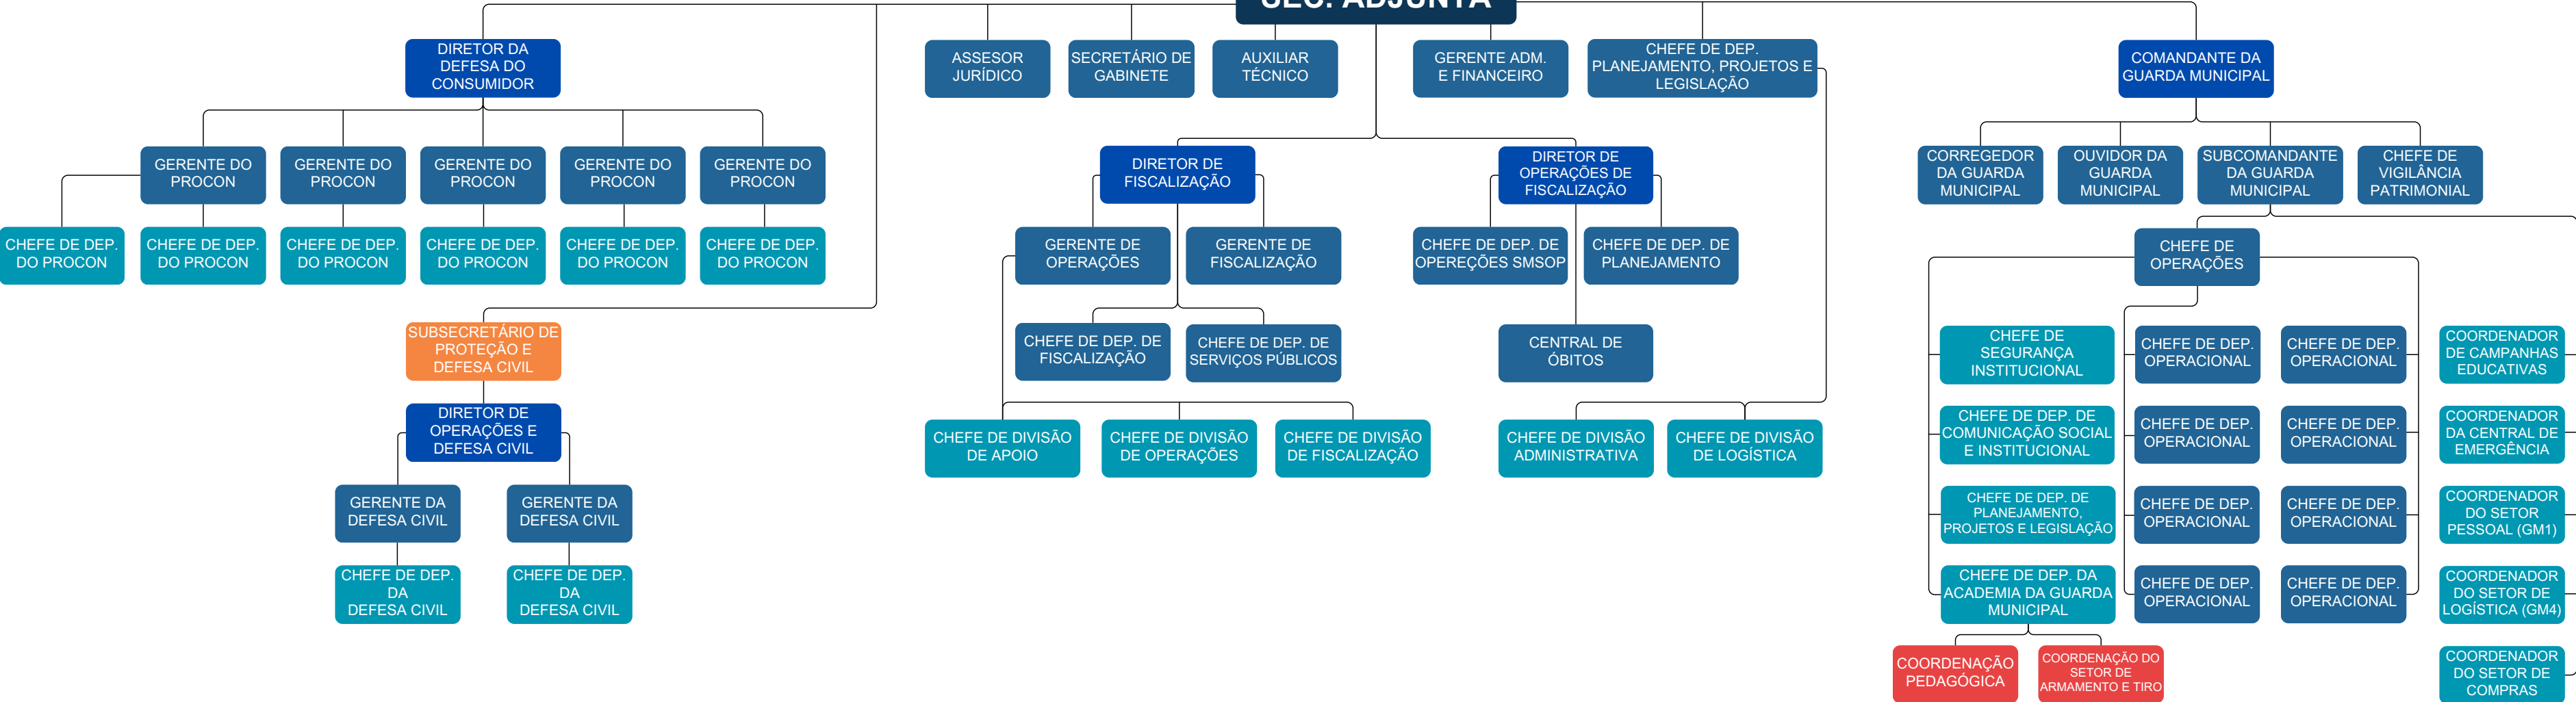 SEC. ADJUNTA
DIRETOR DA
DEFESA DO
CONSUMIDOR
ASSESSOR
JURÍDICO
SECRETÁRIO DE
GABINETE
AUXILIAR
TÉCNICO
GERENTE ADM.
E FINANCEIRO
CHEFE DE DEP.
PLANEJAMENTO, PROJETOS E
LEGISLAÇÃO
COMANDANTE DA
GUARDA MUNICIPAL
GERENTE DO
PROCON
GERENTE DO
PROCON
GERENTE DO
PROCON
GERENTE DO
PROCON
GERENTE DO
PROCON
DIRETOR DE
FISCALIZAÇÃO
DIRETOR DE
OPERAÇÕES DE
FISCALIZAÇÃO
CORREGEDOR
DA GUARDA
MUNICIPAL
OUVIDOR DA
GUARDA
MUNICIPAL
SUBCOMANDANTE
DA GUARDA
MUNICIPAL
CHEFE DE
VIGILÂNCIA
PATRIMONIAL
CHEFE DE DEP.
DO PROCON
CHEFE DE DEP.
DO PROCON
CHEFE DE DEP.
DO PROCON
CHEFE DE DEP.
DO PROCON
CHEFE DE DEP.
DO PROCON
CHEFE DE DEP.
DO PROCON
GERENTE DE
OPERAÇÕES
GERENTE DE
FISCALIZAÇÃO
CHEFE DE DEP. DE
OPEREÇÕES SMSOP
CHEFE DE DEP. DE
PLANEJAMENTO
CHEFE DE
OPERAÇÕES
SUBSECRETÁRIO DE
PROTEÇÃO E
DEFESA CIVIL
CHEFE DE DEP. DE
FISCALIZAÇÃO
CHEFE DE DEP. DE
SERVIÇOS PÚBLICOS
CENTRAL DE
ÓBITOS
CHEFE DE
SEGURANÇA
INSTITUCIONAL
CHEFE DE DEP.
OPERACIONAL
CHEFE DE DEP.
OPERACIONAL
COORDENADOR
DE CAMPANHAS
EDUCATIVAS
DIRETOR DE
OPERAÇÕES E
DEFESA CIVIL
CHEFE DE DIVISÃO
DE APOIO
CHEFE DE DIVISÃO
DE OPERAÇÕES
CHEFE DE DIVISÃO
DE FISCALIZAÇÃO
CHEFE DE DIVISÃO
ADMINISTRATIVA
CHEFE DE DIVISÃO
DE LOGÍSTICA
CHEFE DE DEP. DE
COMUNICAÇÃO SOCIAL
E INSTITUCIONAL
CHEFE DE DEP.
OPERACIONAL
CHEFE DE DEP.
OPERACIONAL
COORDENADOR
DA CENTRAL DE
EMERGÊNCIA
GERENTE DA
DEFESA CIVIL
GERENTE DA
DEFESA CIVIL
CHEFE DE DEP. DE
PLANEJAMENTO,
PROJETOS E LEGISLAÇÃO
CHEFE DE DEP.
OPERACIONAL
CHEFE DE DEP.
OPERACIONAL
COORDENADOR
DO SETOR
PESSOAL (GM1)
CHEFE DE DEP.
DA
DEFESA CIVIL
CHEFE DE DEP.
DA
DEFESA CIVIL
CHEFE DE DEP. DA
ACADEMIA DA GUARDA
MUNICIPAL
CHEFE DE DEP.
OPERACIONAL
CHEFE DE DEP.
OPERACIONAL
COORDENADOR
DO SETOR DE
LOGÍSTICA (GM4)
COORDENAÇÃO
PEDAGÓGICA
COORDENAÇÃO DO
SETOR DE
ARMAMENTO E TIRO
COORDENADOR
DO SETOR DE
COMPRAS